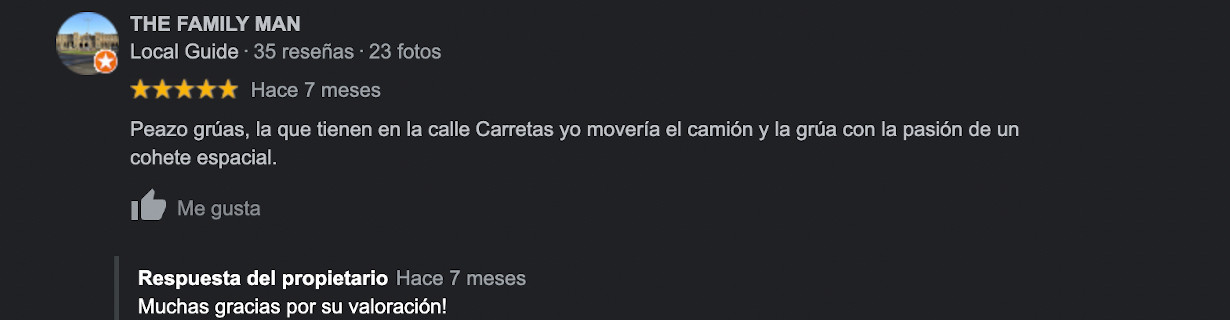 THE FAMILY MAN
Local Guide · 35 reseñas · 23 fotos
Hace 7 meses
Peazo grúas, la que tienen en la calle Carretas yo movería el camión y la grúa con la pasión de un
cohete espacial.
Me gusta
Respuesta del propietario Hace 7 meses
Muchas gracias por su valoración!